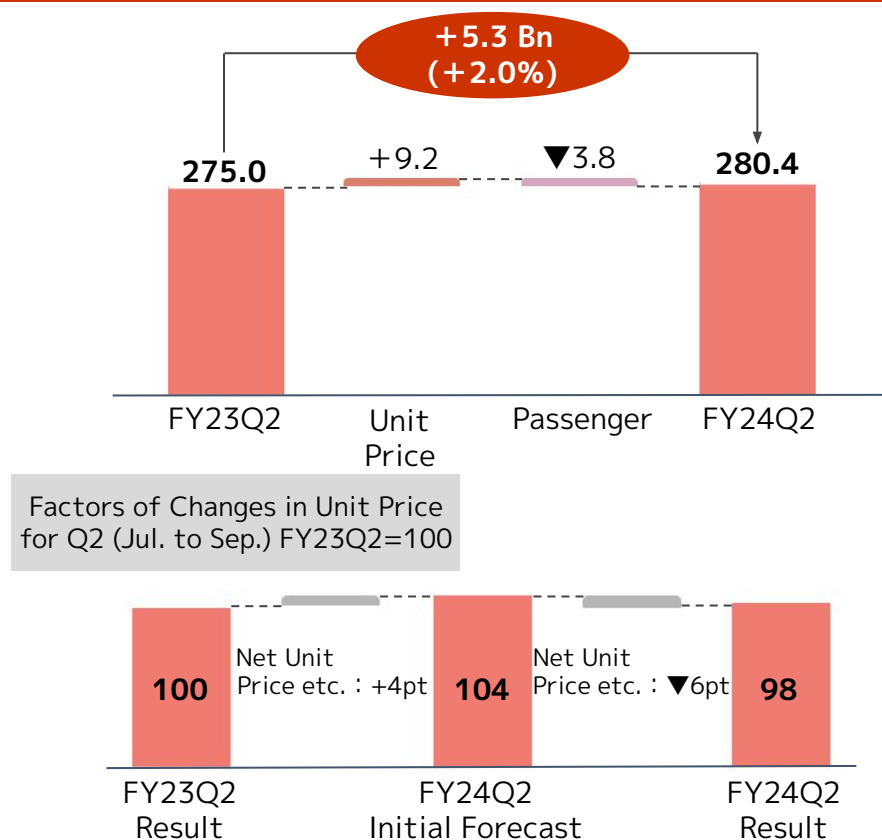 +5.3 Bn
(+2.0%)
275.0
+9.2
▼3.8
280.4
FY23Q2
Unit
Price
Passenger
FY24Q2
Factors of Changes in Unit Price
for Q2 (Jul. to Sep.) FY23Q2=100
100
Net Unit
Price etc.：+4pt
104
Net Unit
Price etc.：▼6pt
98
FY23Q2
Result
FY24Q2
Initial Forecast
FY24Q2
Result